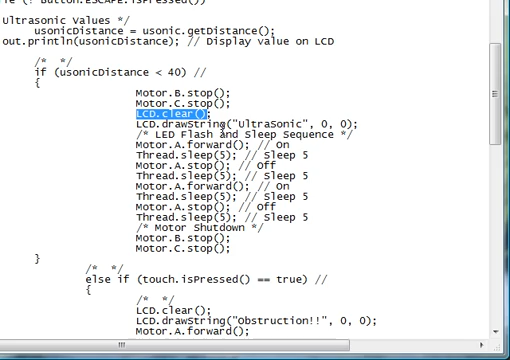 (! Button.ESCAPE.isPressed())
Ultrasonic Values */
usonicDistance = usonic.getDistance();
out.println(usonicDistance); // Display value on LCD
/* */
if (usonicDistance < 40) //
{
Motor.B.stop();
Motor.C.stop();
LCD.clear();
LCD.drawString("UltraSonic", 0, 0);
/* LED Flash and Sleep Sequence */
Motor.A.forward(); // On
Thread.sleep(5); // Sleep 5
Motor.A.stop(); // Off
Thread.sleep(5); // Sleep 5
Motor.A.forward(); // On
Thread.sleep(5); // Sleep 5
Motor.A.stop(); // Off
Thread.sleep(5); // Sleep 5
/* Motor Shutdown */
Motor.B.stop();
Motor.C.stop();
}
/* */
else if (touch.isPressed() == true) //
{
/* */
LCD.clear();
LCD.drawString("Obstruction!!", 0, 0);
Motor.A.forward();